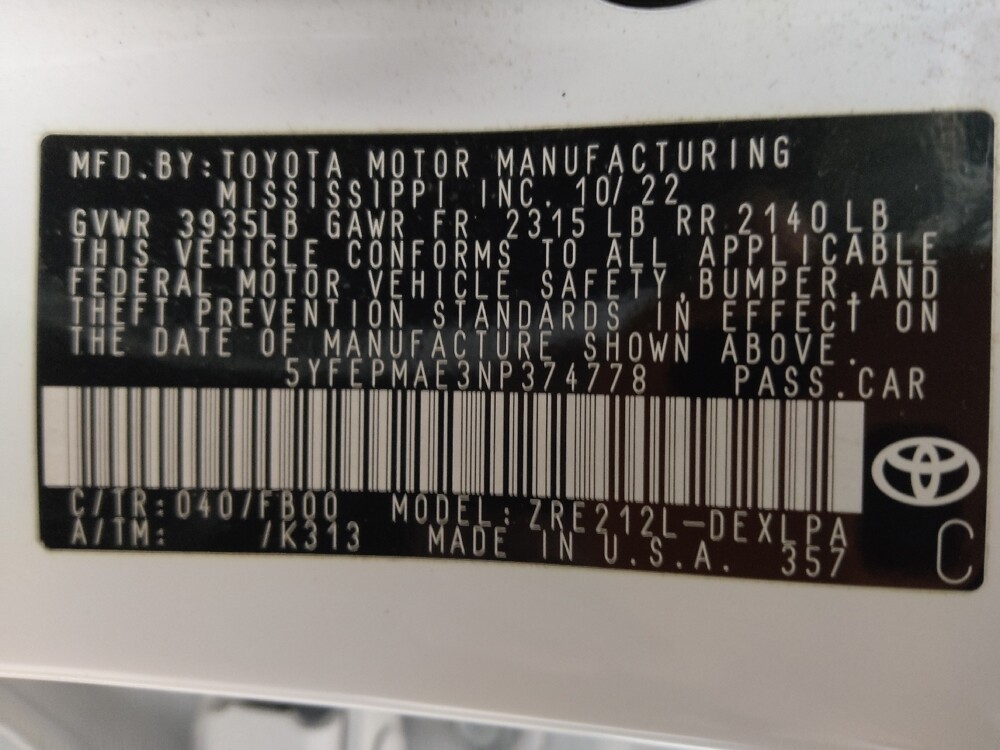 MFD.BY:TOYOTA MOTOR MANUFACTURING
MISSISSIPPI INC. 10/22
GVWR 3935LB GAWR FR 2315 LB RR 2140 LB
THIS VEHICLE CONFORMS TO ALL APPLICABLE
FEDERAL MOTOR VEHICLE SAFETY,BUMPER,AND
THEFT PREVENTION STANDARDS IN EFFECT ON
THE DATE OF MANUFACTURE SHOWN ABOVE.
5YFEPMAE3NP374778 PASS.CAR
C/TR:040/FB00 MODEL:ZRE212L-DEXLPA
A/TM: /K313 MADE IN U.S.A. 357
C